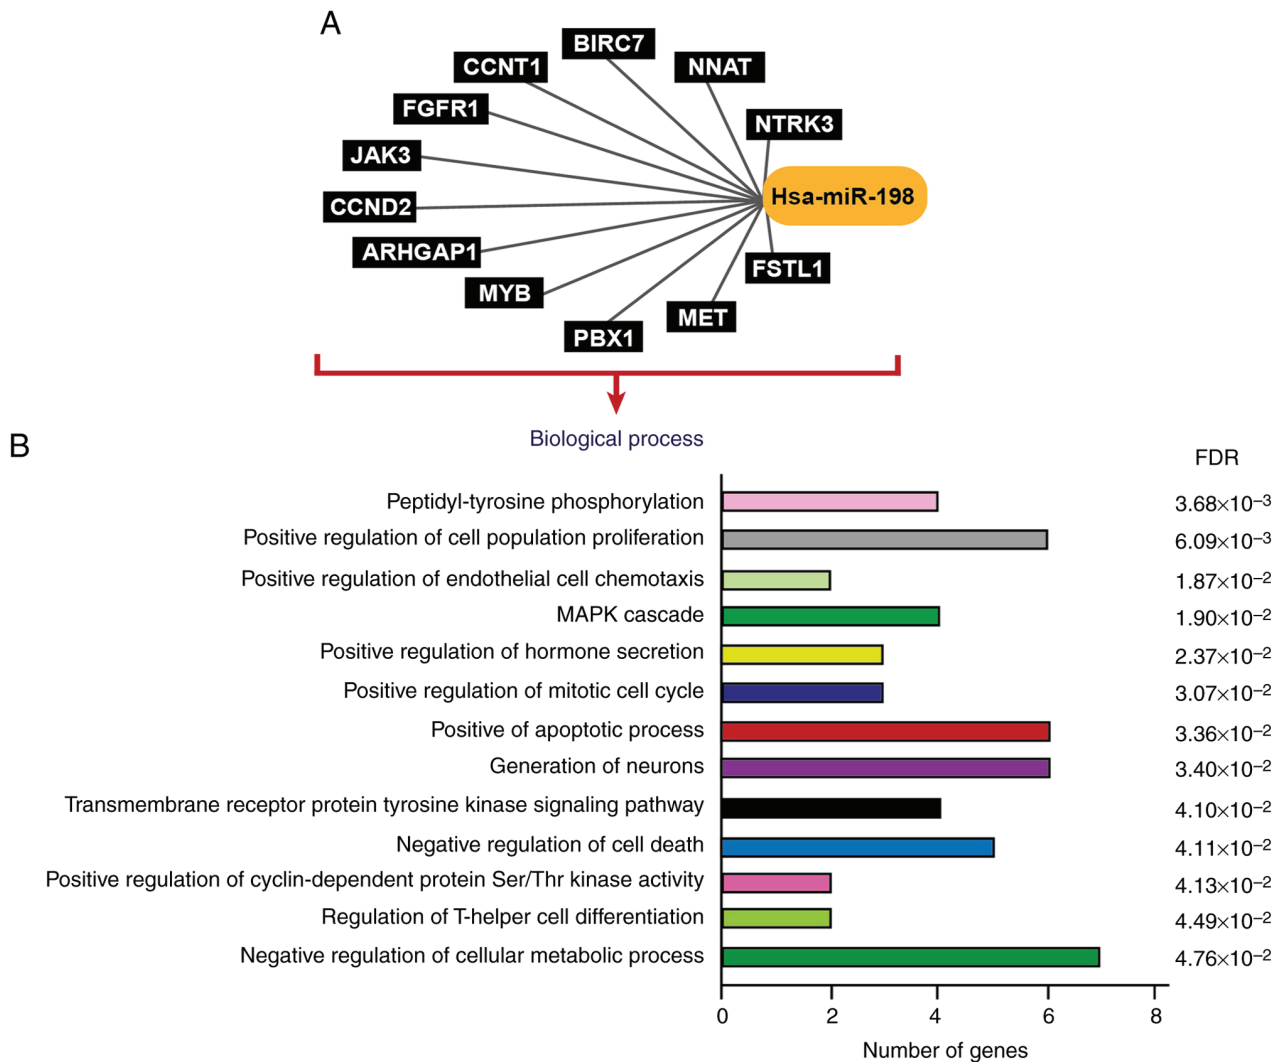 A
BIRC7
CCNT1
NNAT
FGFR1
NTRK3
JAK3
Hsa-miR-198
CCND2
ARHGAP1
FSTL1
MYB
MET
PBX1
B
Biological process
FDR
Peptidyl-tyrosine phosphorylation 3.68×10⁻³
Positive regulation of cell population proliferation 6.09×10⁻³
Positive regulation of endothelial cell chemotaxis 1.87×10⁻²
MAPK cascade 1.90×10⁻²
Positive regulation of hormone secretion 2.37×10⁻²
Positive regulation of mitotic cell cycle 3.07×10⁻²
Positive of apoptotic process 3.36×10⁻²
Generation of neurons 3.40×10⁻²
Transmembrane receptor protein tyrosine kinase signaling pathway 4.10×10⁻²
Negative regulation of cell death 4.11×10⁻²
Positive regulation of cyclin-dependent protein Ser/Thr kinase activity 4.13×10⁻²
Regulation of T-helper cell differentiation 4.49×10⁻²
Negative regulation of cellular metabolic process 4.76×10⁻²
0 2 4 6 8
Number of genes